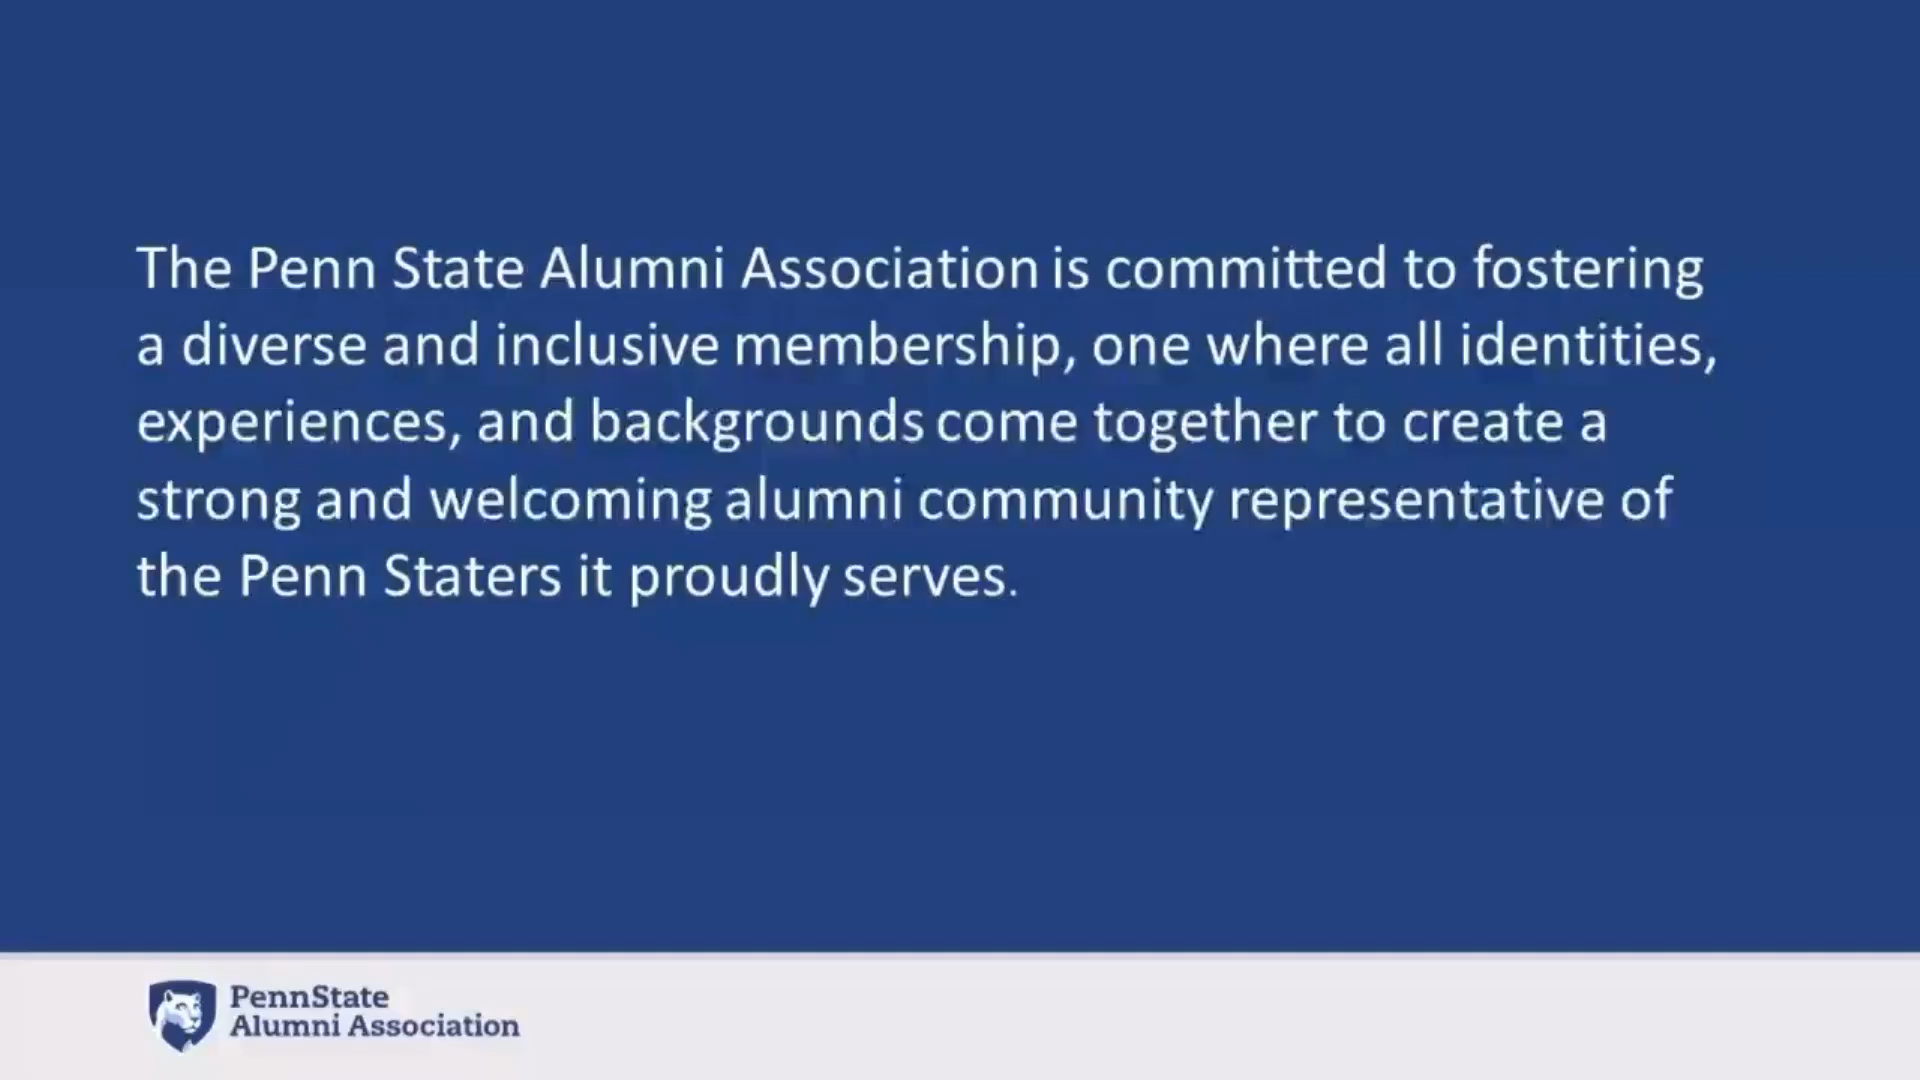 The Penn State Alumni Association is committed to fostering
a diverse and inclusive membership, one where all identities,
experiences, and backgrounds come together to create a
strong and welcoming alumni community representative of
the Penn Staters it proudly serves.
PennState
Alumni Association